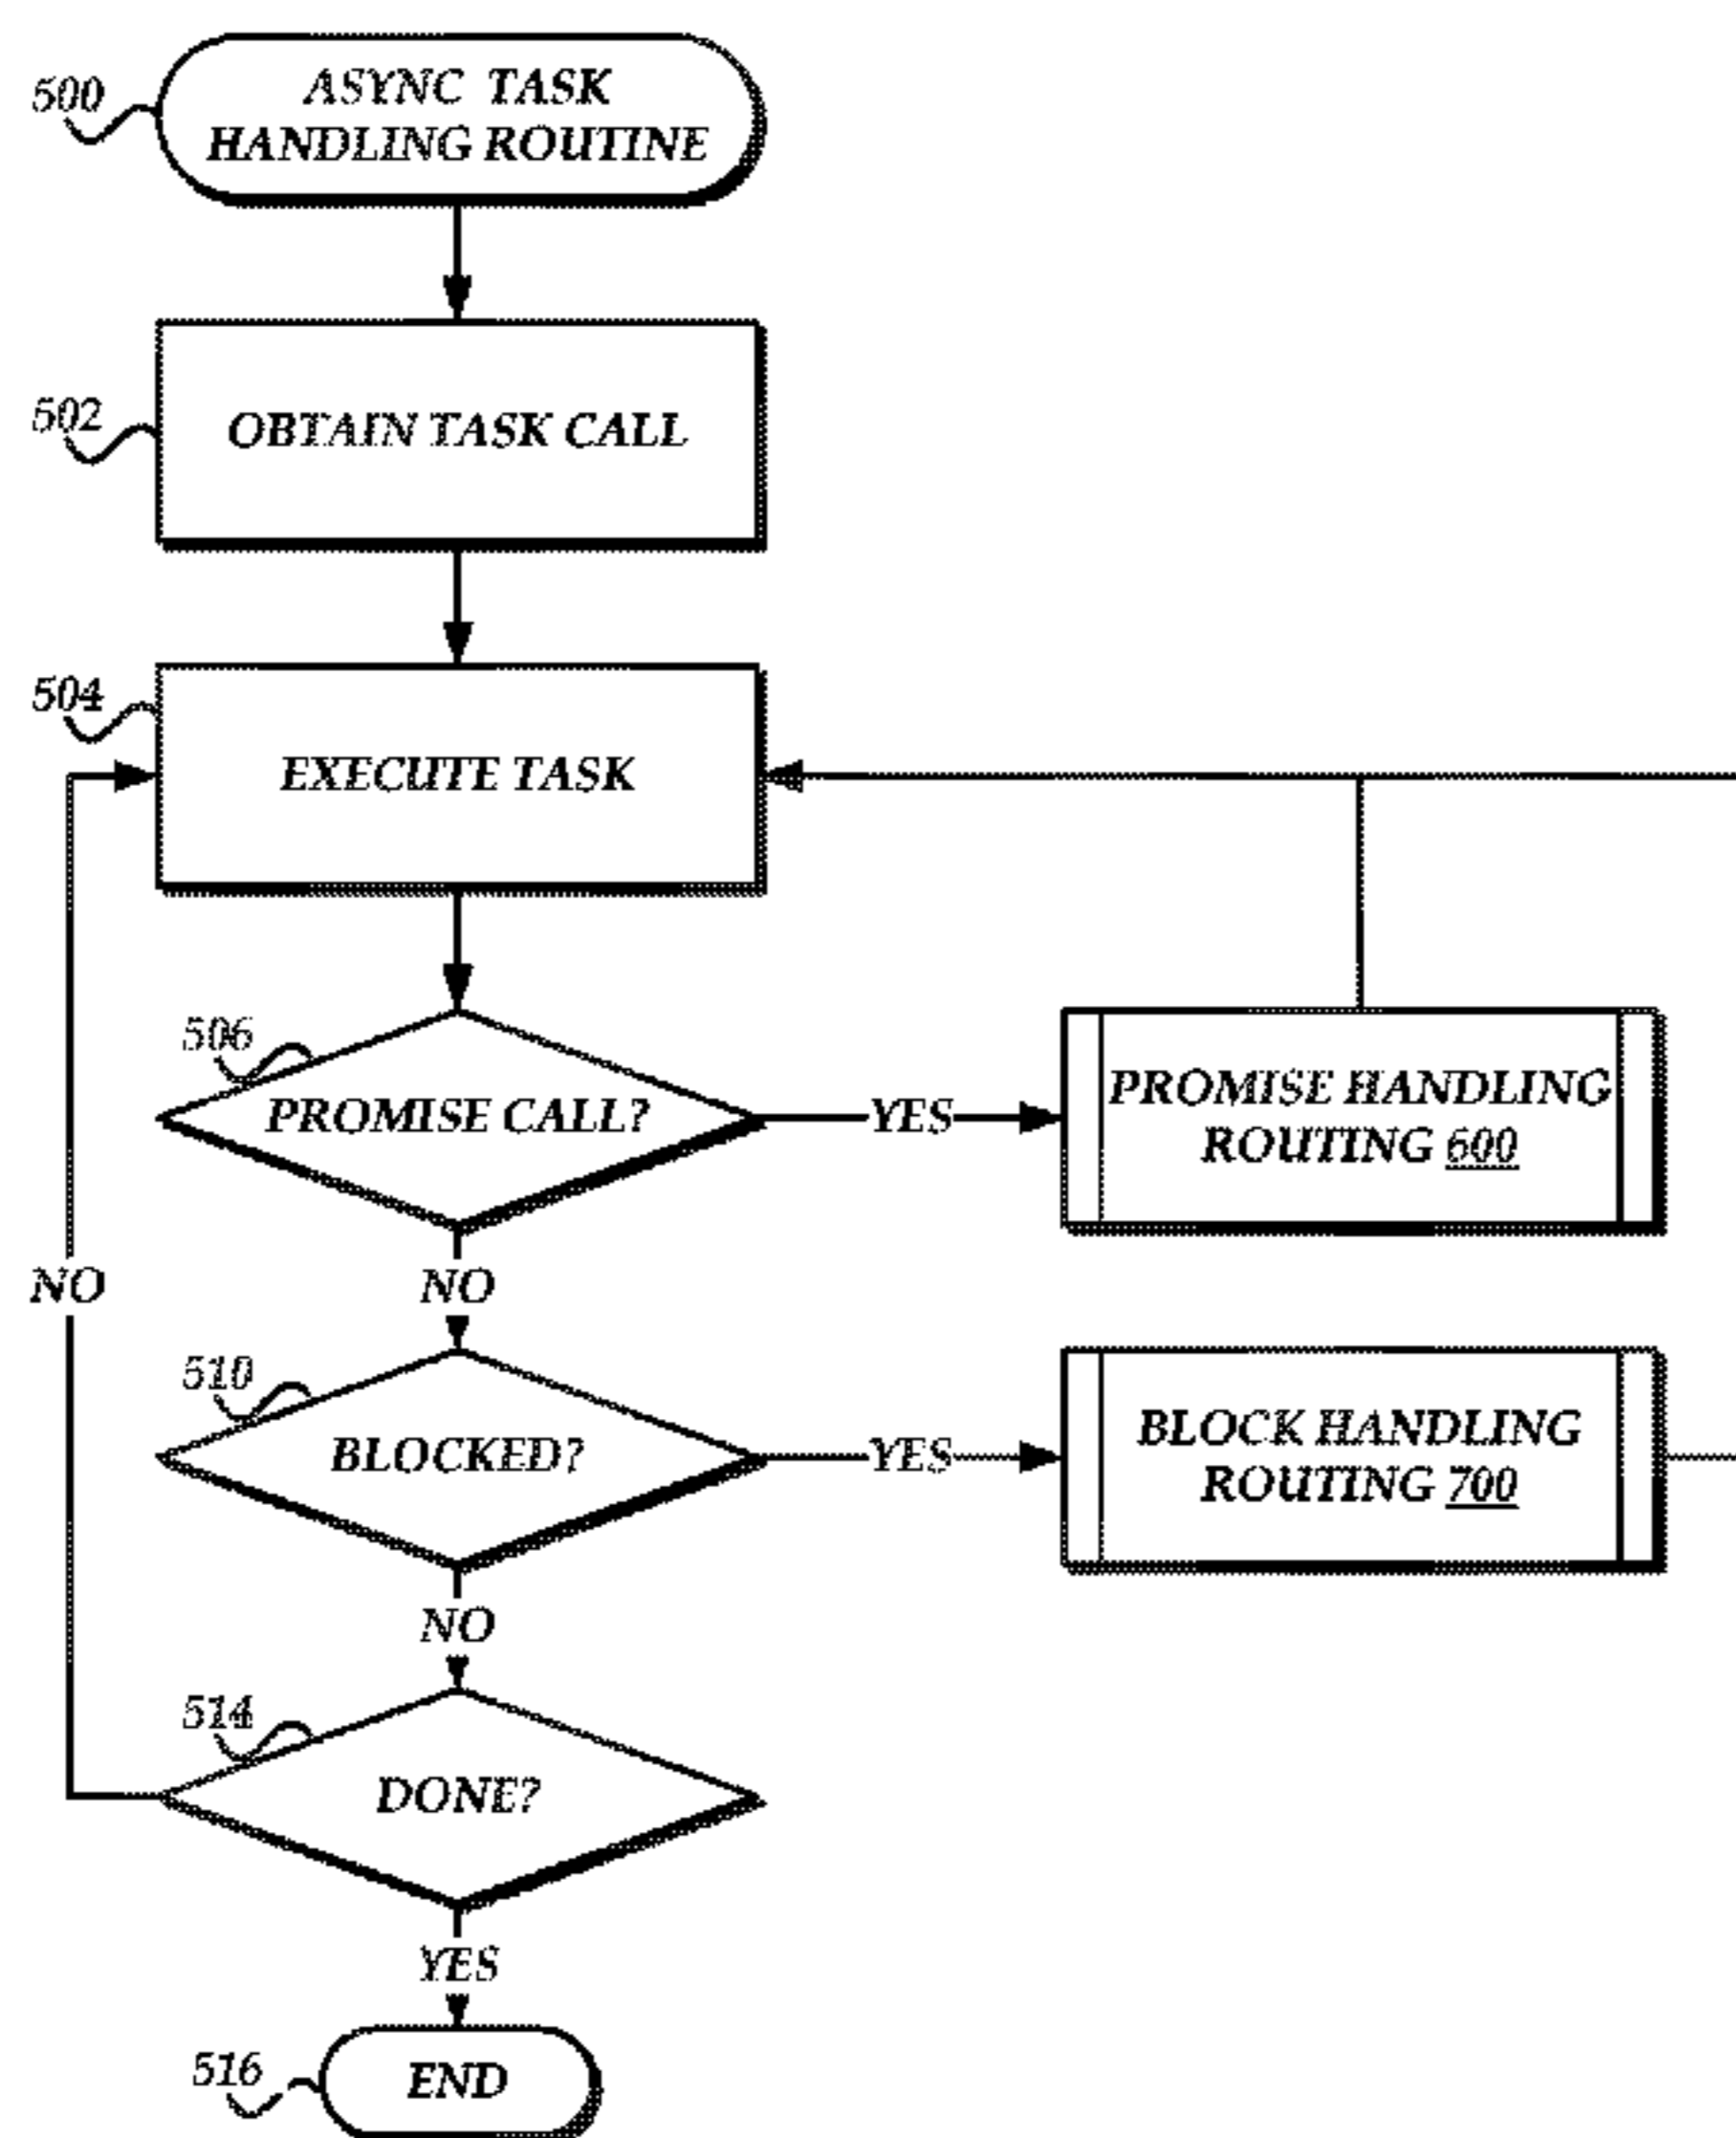 500
ASYNC TASK
HANDLING ROUTINE
502
OBTAIN TASK CALL
504
EXECUTE TASK
506
PROMISE CALL?
YES
PROMISE HANDLING
ROUTING 600
NO
NO
510
BLOCKED?
YES
BLOCK HANDLING
ROUTING 700
NO
514
DONE?
YES
516
END